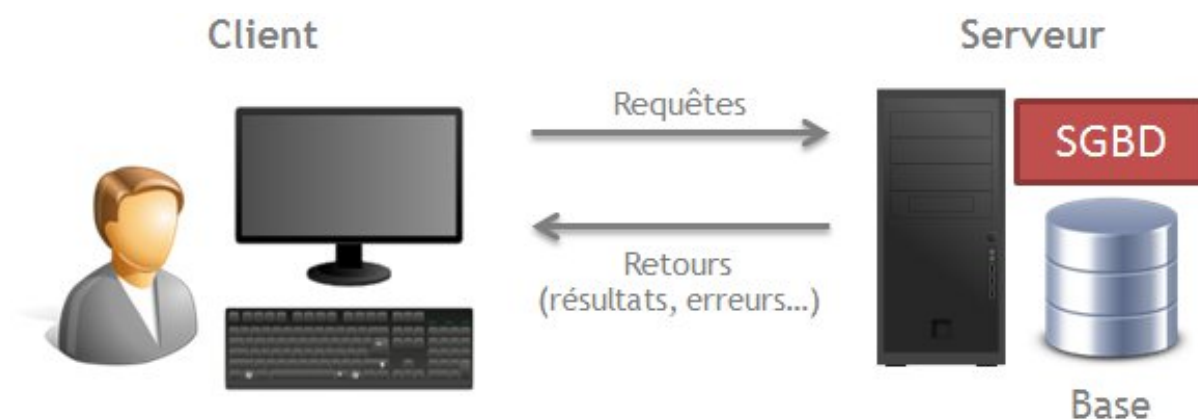 Client
Serveur
Requêtes
SGBD
Retours
(résultats, erreurs...)
Base